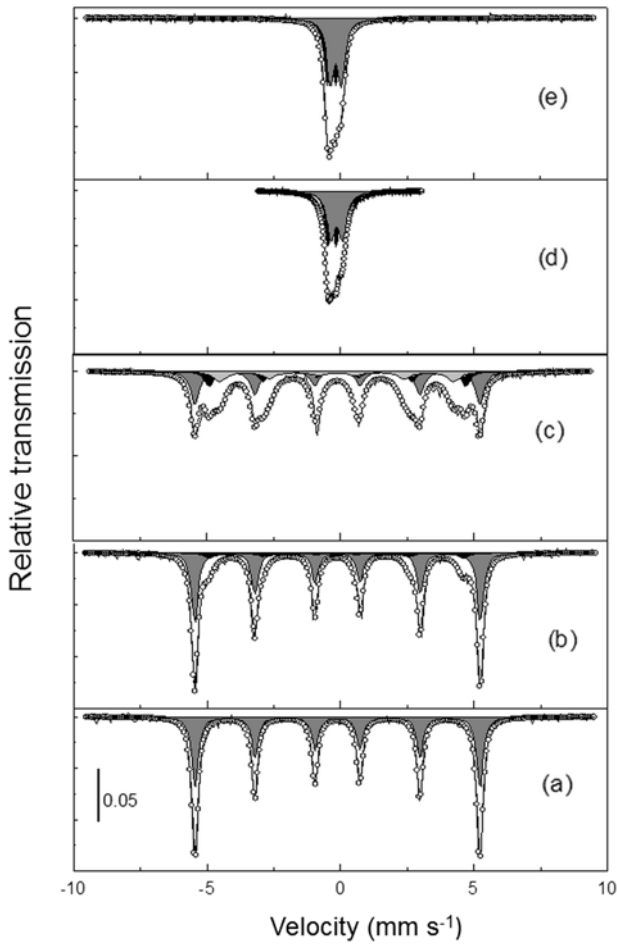 (e)
(d)
(c)
(b)
(a)
0.05
Relative transmission
-10 -5 0 5 10
Velocity (mm s⁻¹)